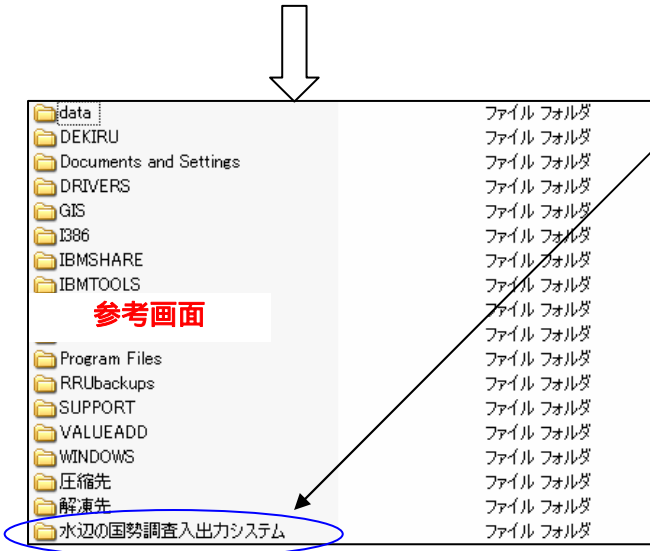 data ファイル フォルダ
DEKIRU ファイル フォルダ
Documents and Settings ファイル フォルダ
DRIVERS ファイル フォルダ
GIS ファイル フォルダ
I386 ファイル フォルダ
IBMSHARE ファイル フォルダ
IBMTOOLS ファイル フォルダ
参考画面 ファイル フォルダ
ファイル フォルダ
Program Files ファイル フォルダ
RRUbackups ファイル フォルダ
SUPPORT ファイル フォルダ
VALUEADD ファイル フォルダ
WINDOWS ファイル フォルダ
圧縮先 ファイル フォルダ
解凍先 ファイル フォルダ
水辺の国勢調査入出力システム ファイル フォルダ